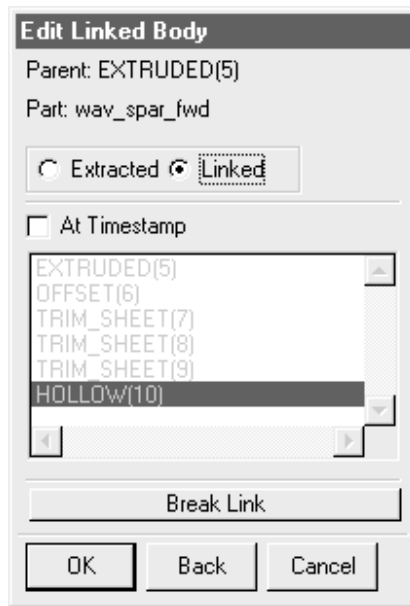 Edit Linked Body
Parent: EXTRUDED(5)
Part: wav_spar_fwd
Extracted Linked
At Timestamp
EXTRUDED(5)
OFFSET(6)
TRIM_SHEET(7)
TRIM_SHEET(8)
TRIM_SHEET(9)
HOLLOW(10)
Break Link
OK Back Cancel